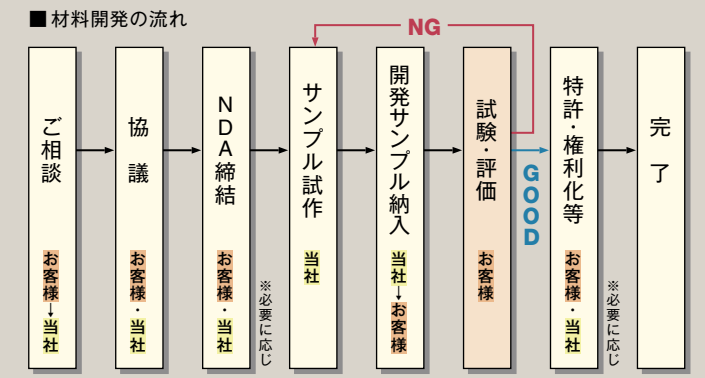 ■材料開発の流れ
NG
ご相談
お客様→当社
協議
お客様・当社
NDA締結
お客様・当社
※必要に応じ
サンプル試作
当社
開発サンプル納入
当社→お客様
試験・評価
お客様
GOOD
特許・権利化等
お客様・当社
※必要に応じ
完了